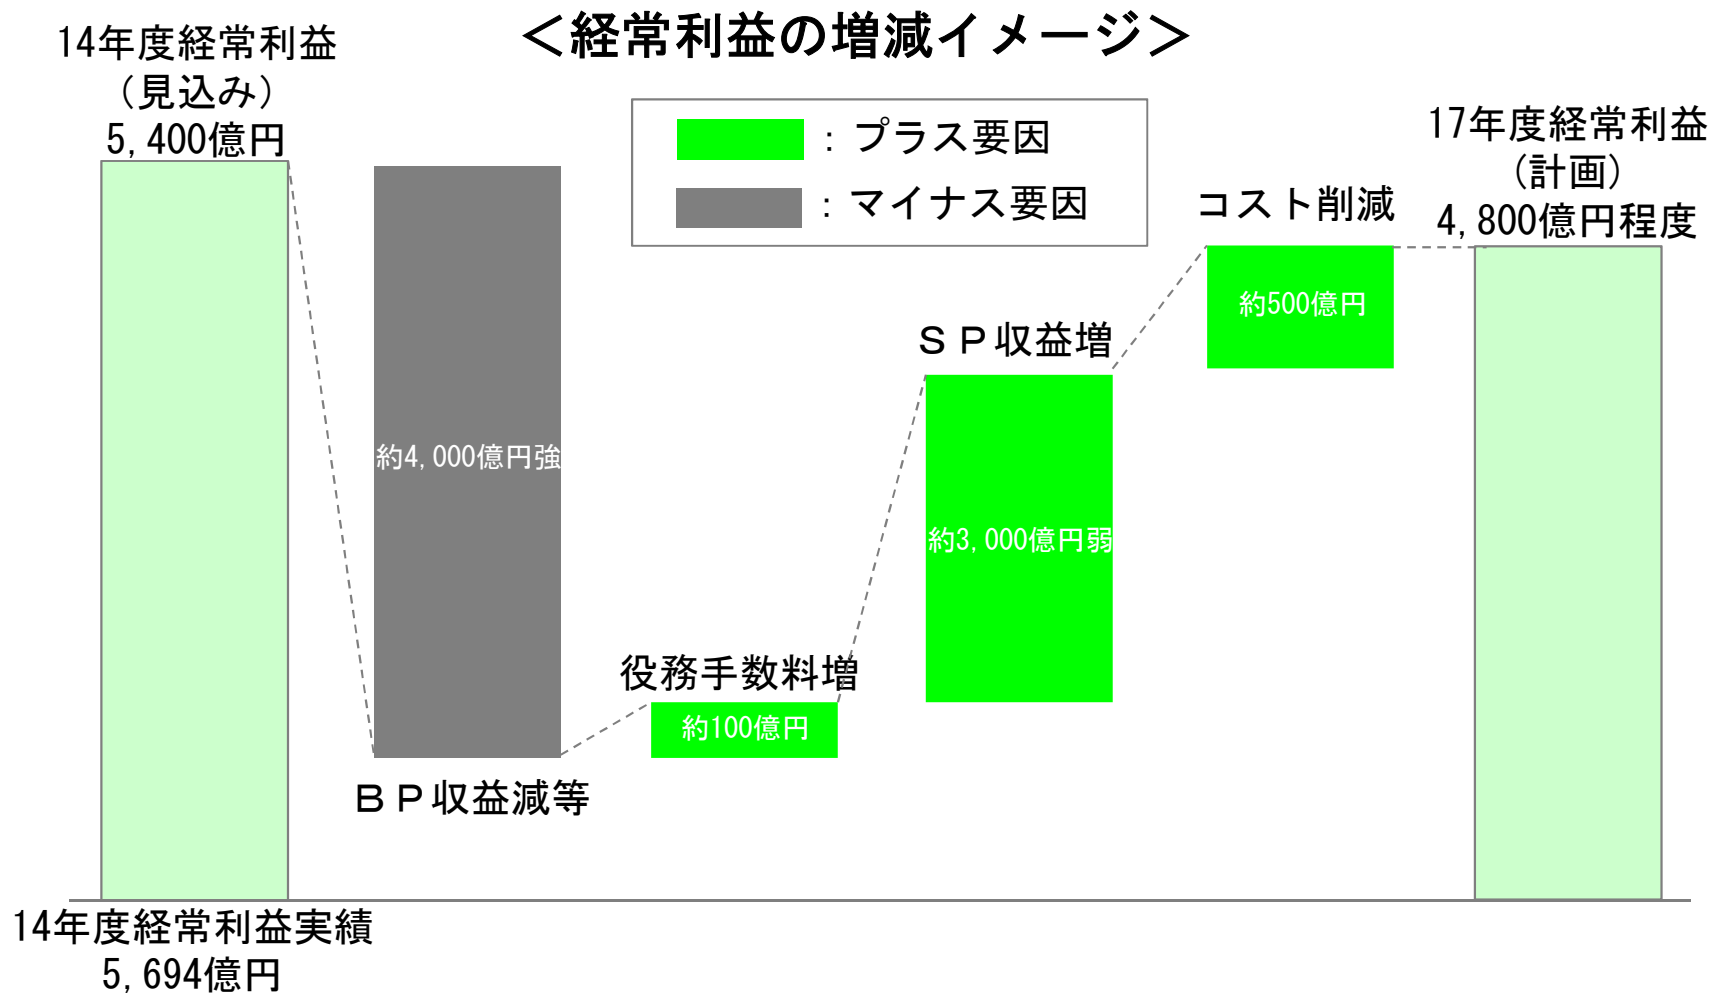 ＜経常利益の増減イメージ＞
14年度経常利益
（見込み）
5,400億円
：プラス要因
：マイナス要因
17年度経常利益
（計画）
4,800億円程度
コスト削減
約500億円
ＳＰ収益増
約4,000億円強
約3,000億円弱
役務手数料増
約100億円
ＢＰ収益減等
14年度経常利益実績
5,694億円